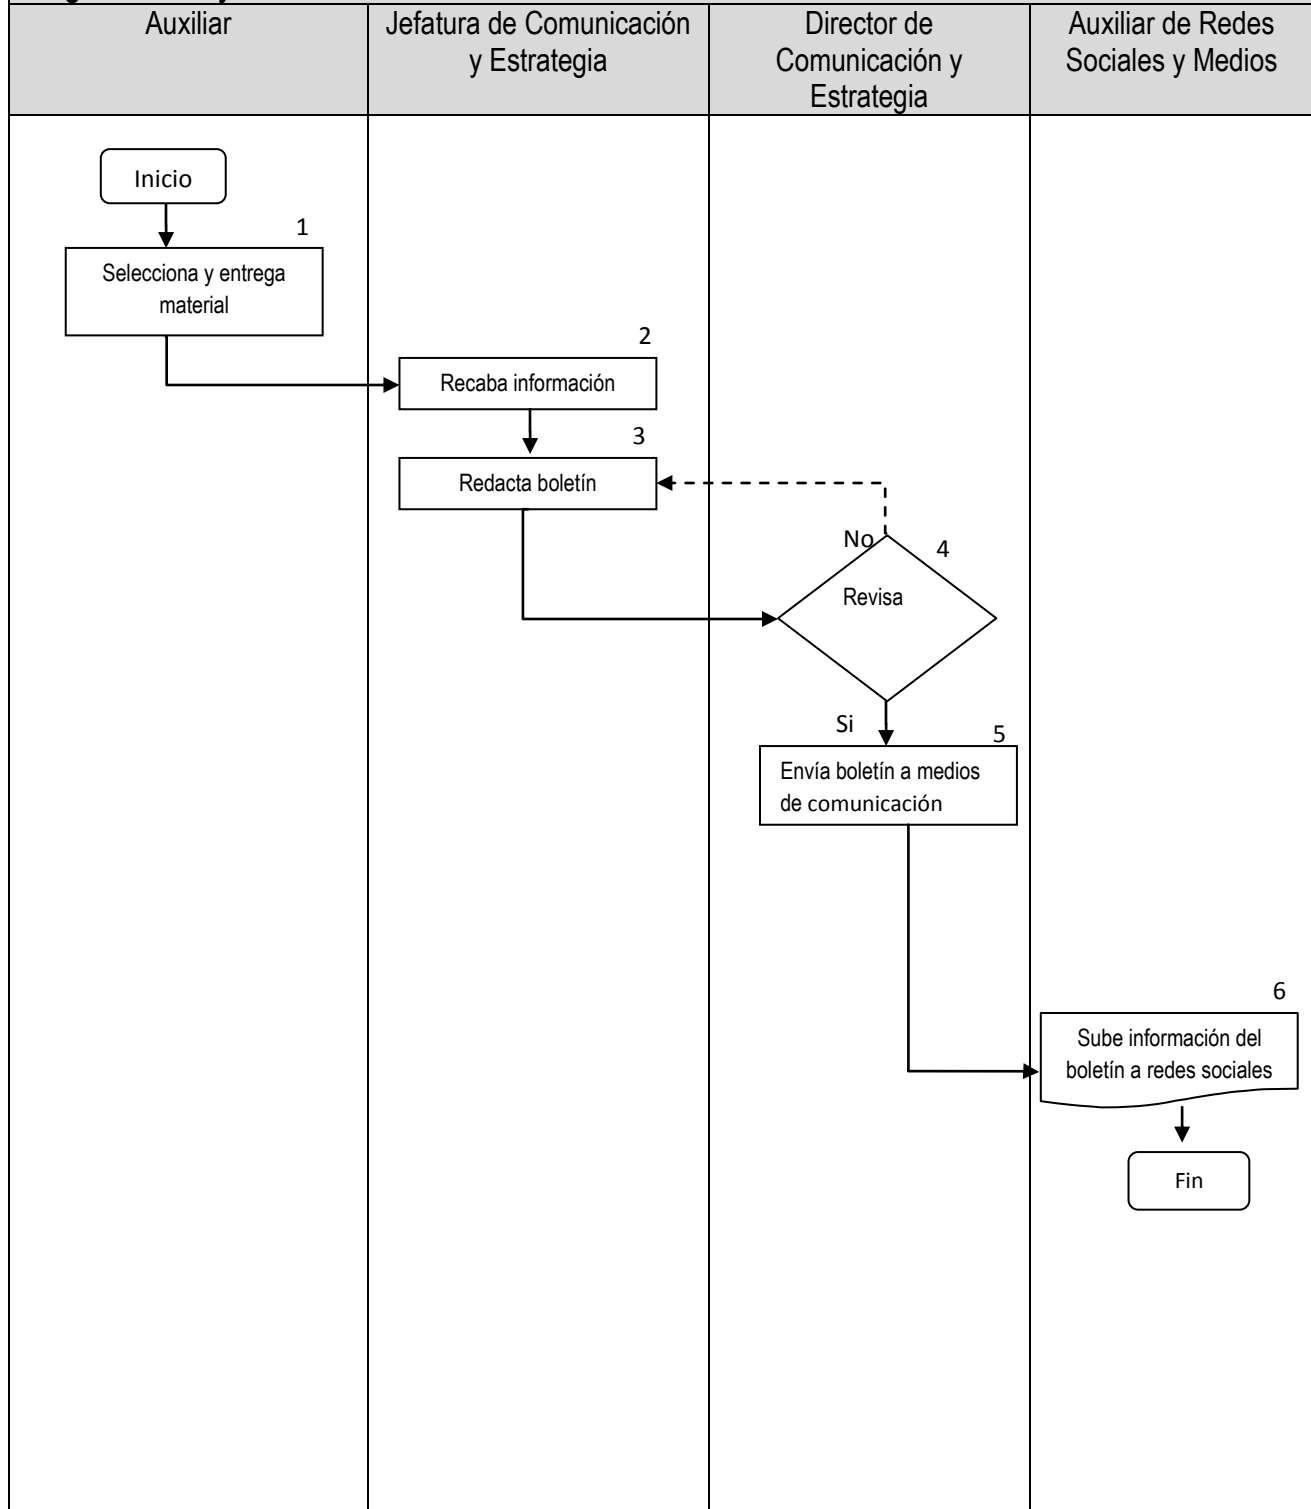 Auxiliar
Jefatura de Comunicación
y Estrategia
Director de
Comunicación y
Estrategia
Auxiliar de Redes
Sociales y Medios
Inicio
1
Selecciona y entrega
material
2
Recaba información
3
Redacta boletín
No
4
Revisa
Si
5
Envía boletín a medios
de comunicación
6
Sube información del
boletín a redes sociales
Fin